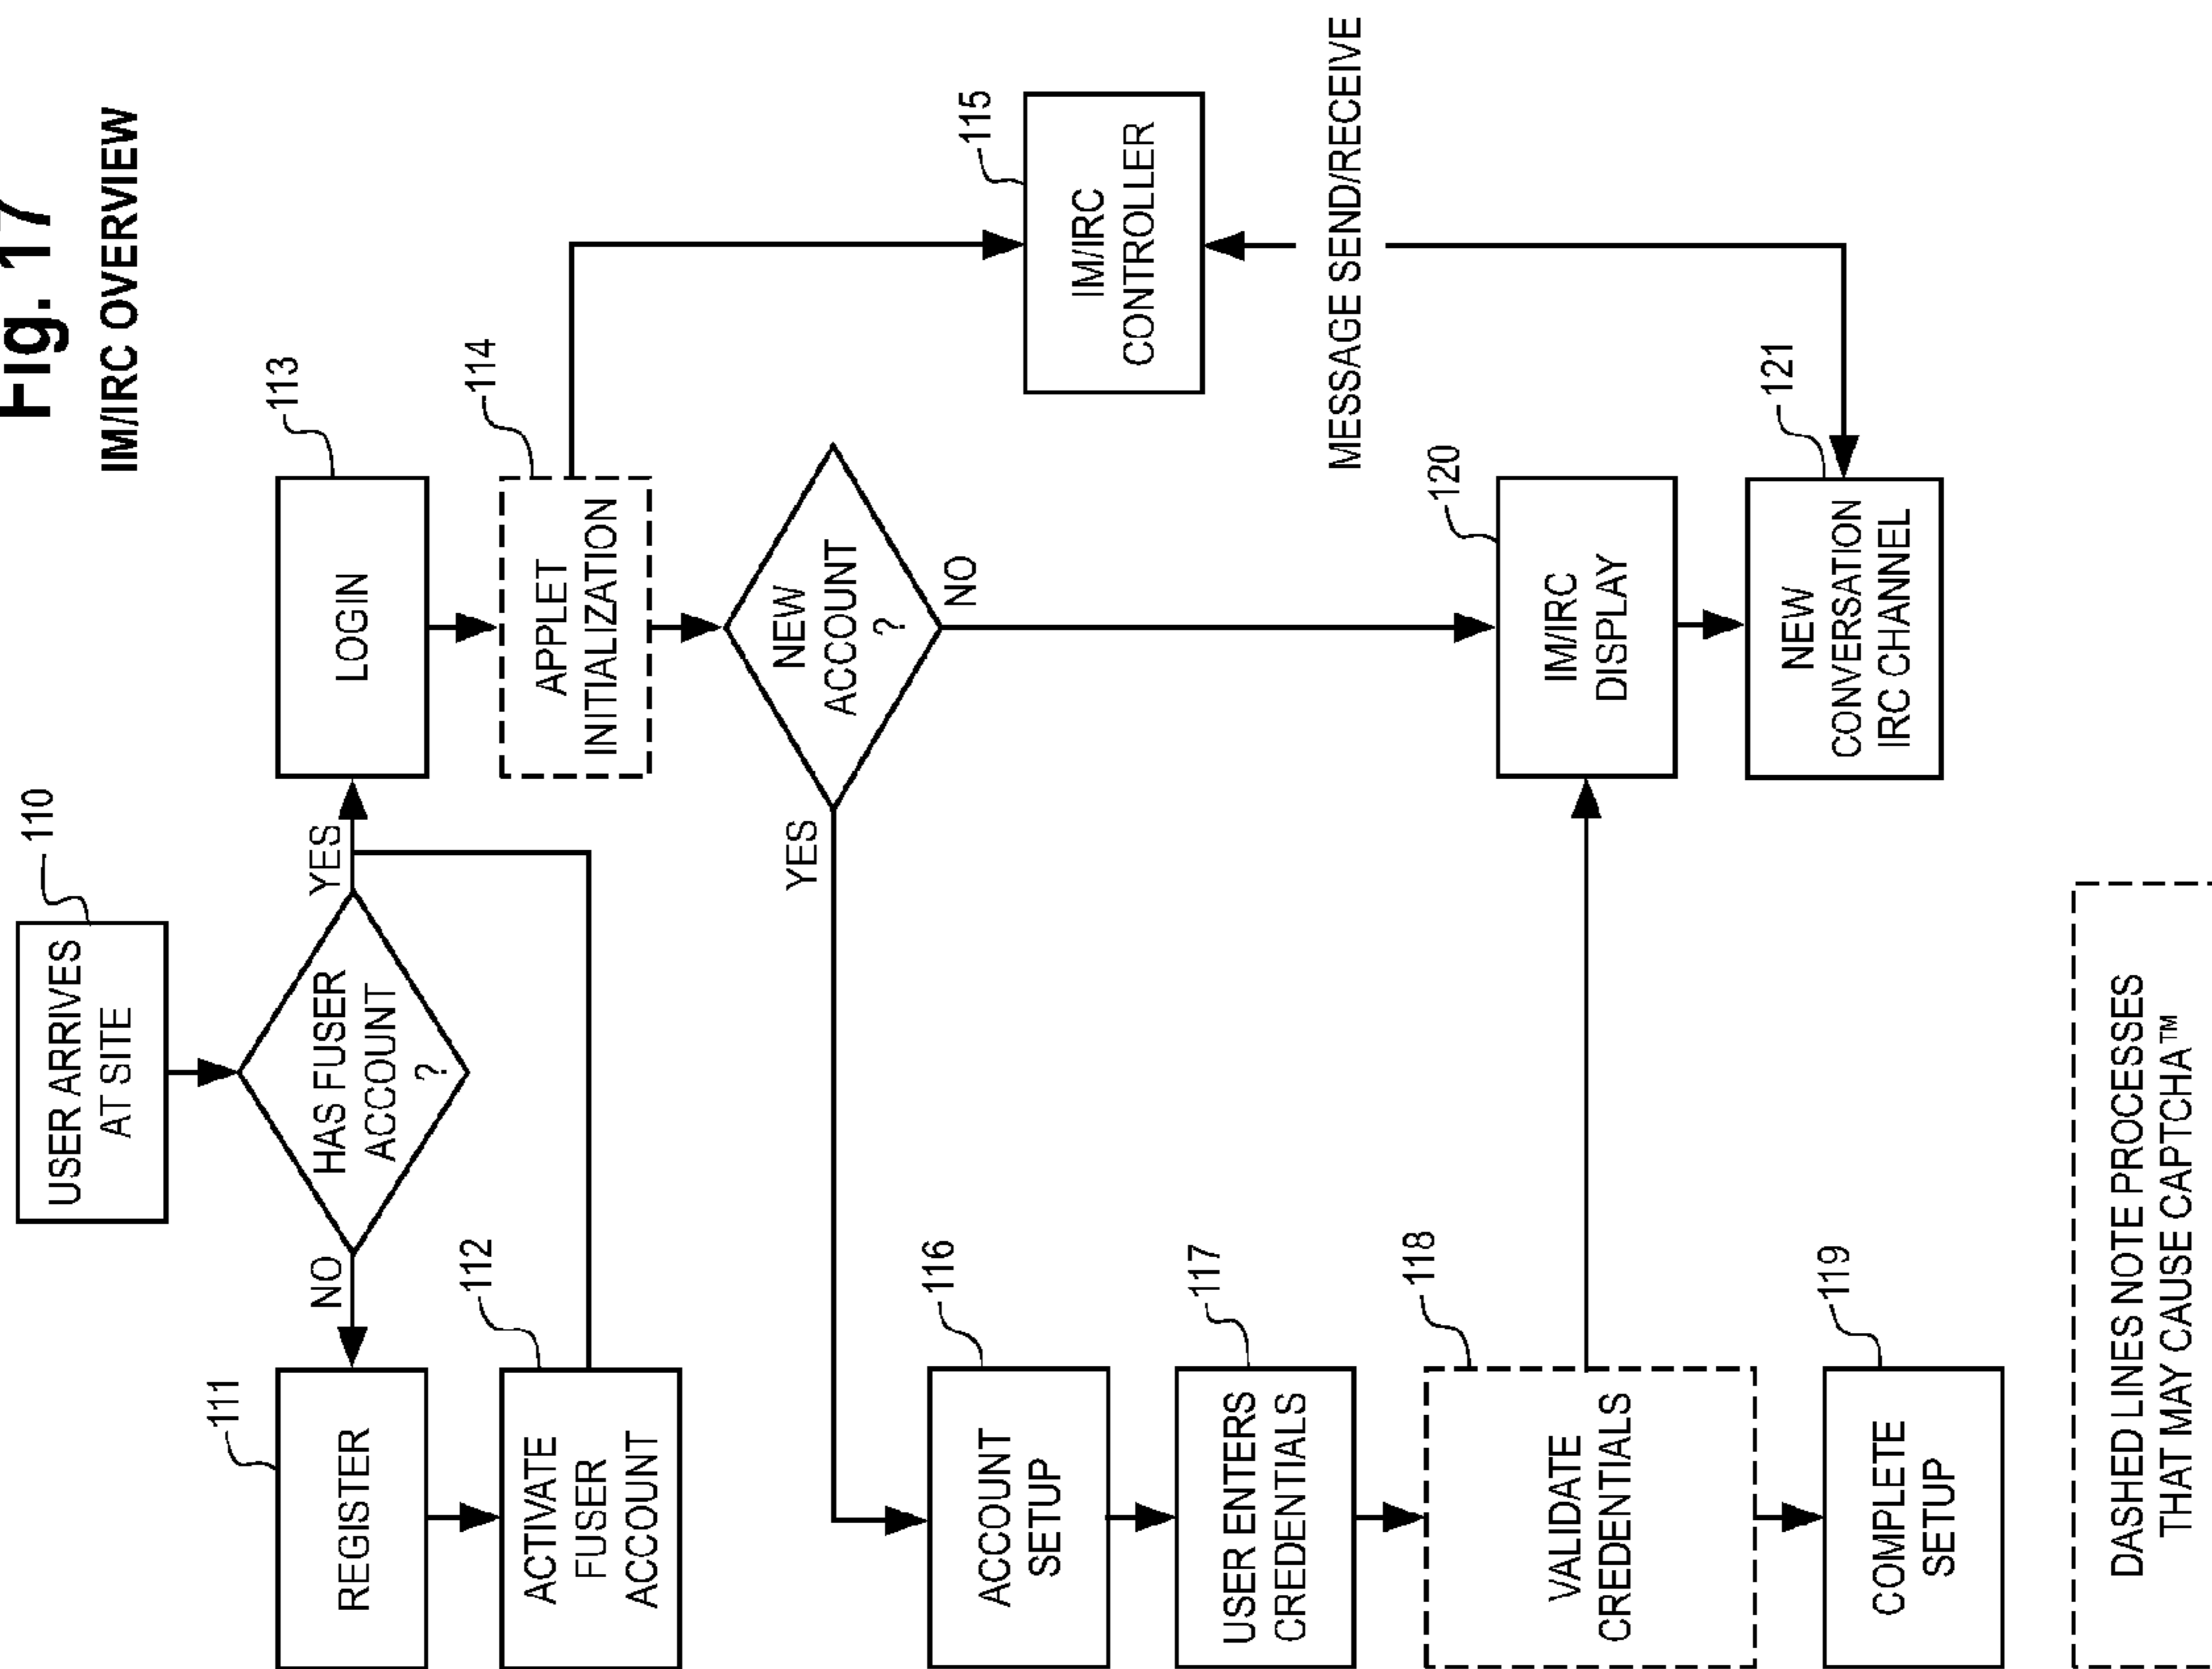 Fig. 17
IM/IRC OVERVIEW
110
USER ARRIVES
AT SITE
HAS FUSER
ACCOUNT
?
NO
YES
111
REGISTER
112
ACTIVATE
FUSER
ACCOUNT
113
LOGIN
114
APPLET
INITIALIZATION
NEW
ACCOUNT
?
YES
NO
115
IM/IRC
CONTROLLER
MESSAGE SEND/RECEIVE
116
ACCOUNT
SETUP
117
USER ENTERS
CREDENTIALS
118
VALIDATE
CREDENTIALS
119
COMPLETE
SETUP
120
IM/IRC
DISPLAY
121
NEW
CONVERSATION
IRC CHANNEL
DASHED LINES NOTE PROCESSES
THAT MAY CAUSE CAPTCHA™